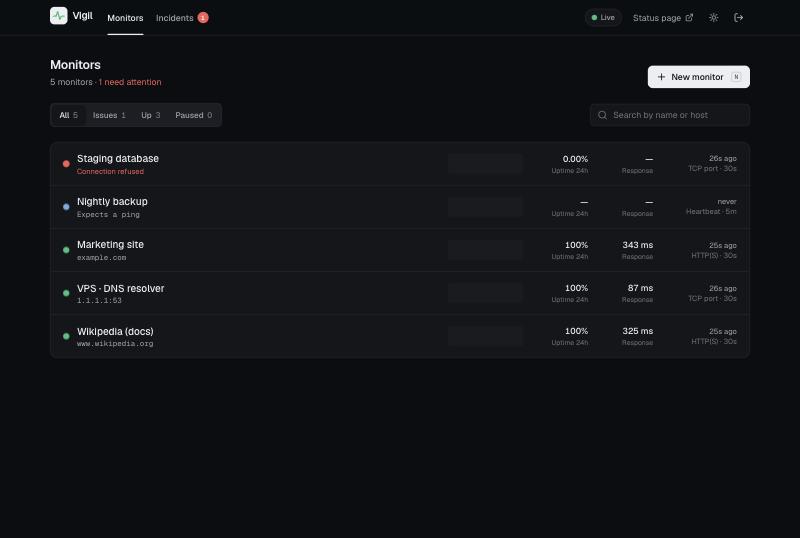 Vigil
Monitors
Incidents 1
Live
Status page
Monitors
5 monitors · 1 need attention
New monitor N
All 5
Issues 1
Up 3
Paused 0
Search by name or host
Staging database
Connection refused
0.00%
Uptime 24h
—
Response
26s ago
TCP port · 30s
Nightly backup
Expects a ping
—
Uptime 24h
—
Response
never
Heartbeat · 5m
Marketing site
example.com
100%
Uptime 24h
343 ms
Response
25s ago
HTTP(S) · 30s
VPS · DNS resolver
1.1.1.1:53
100%
Uptime 24h
87 ms
Response
26s ago
TCP port · 30s
Wikipedia (docs)
www.wikipedia.org
100%
Uptime 24h
325 ms
Response
25s ago
HTTP(S) · 30s